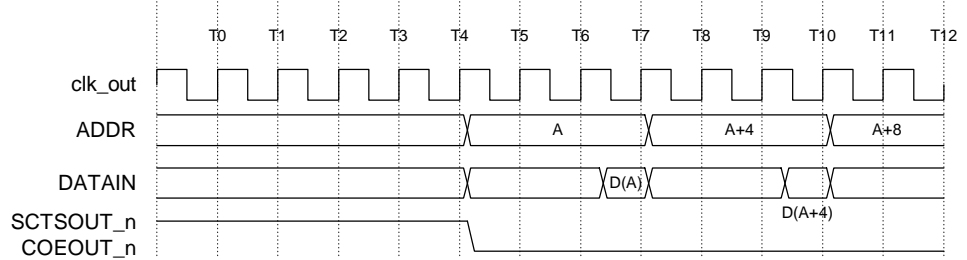 T0 T1 T2 T3 T4 T5 T6 T7 T8 T9 T10 T11 T12
clk_out
ADDR A A+4 A+8
DATAIN D(A)
D(A+4)
SCTSOUT_n
COEOUT_n